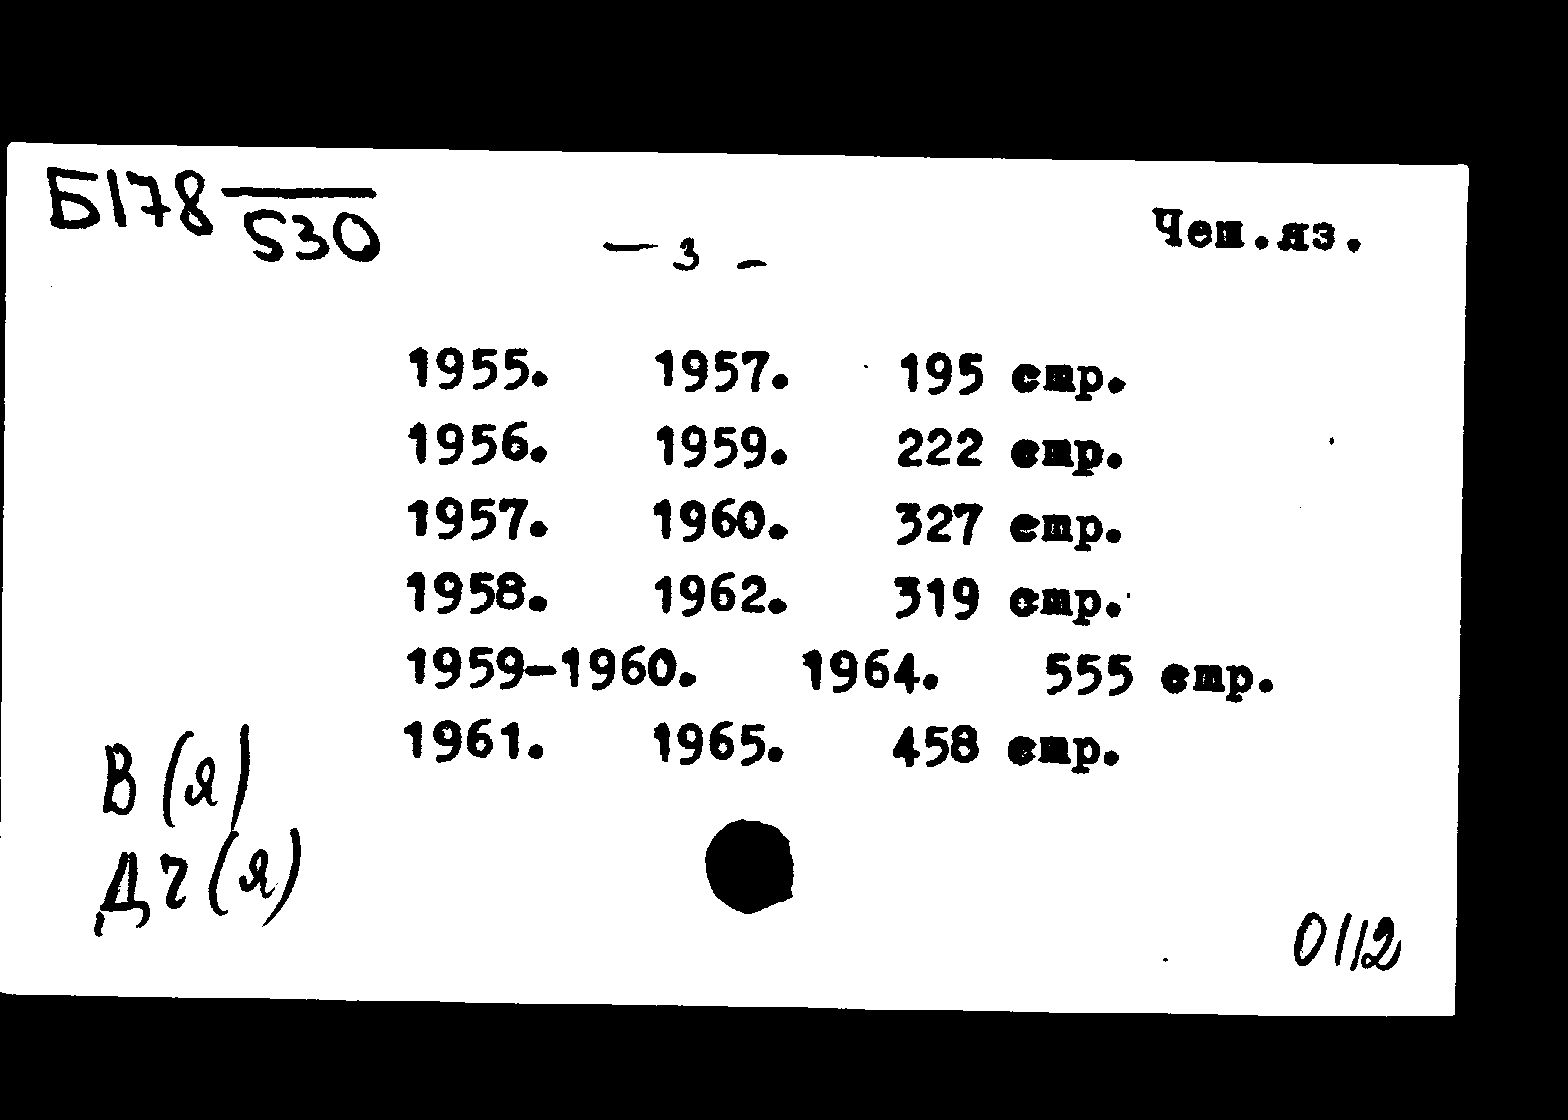 Б178
530
— 3 –
Чеш.яз.
1955. 1957. 195 стр.
1956. 1959. 222 стр.
1957. 1960. 327 стр.
1958. 1962. 319 стр.
1959-1960. 1964. 555 стр.
1961. 1965. 458 стр.
В (я)
ДЧ (я)
0112